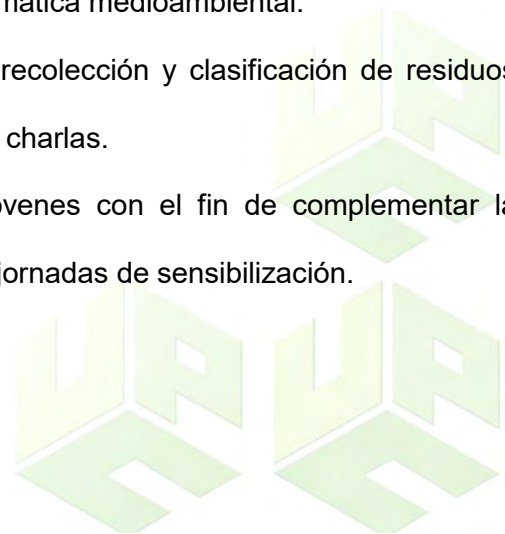 mática medioambiental.
recolección y clasificación de residuos
charlas.
óvenes con el fin de complementar la
jornadas de sensibilización.